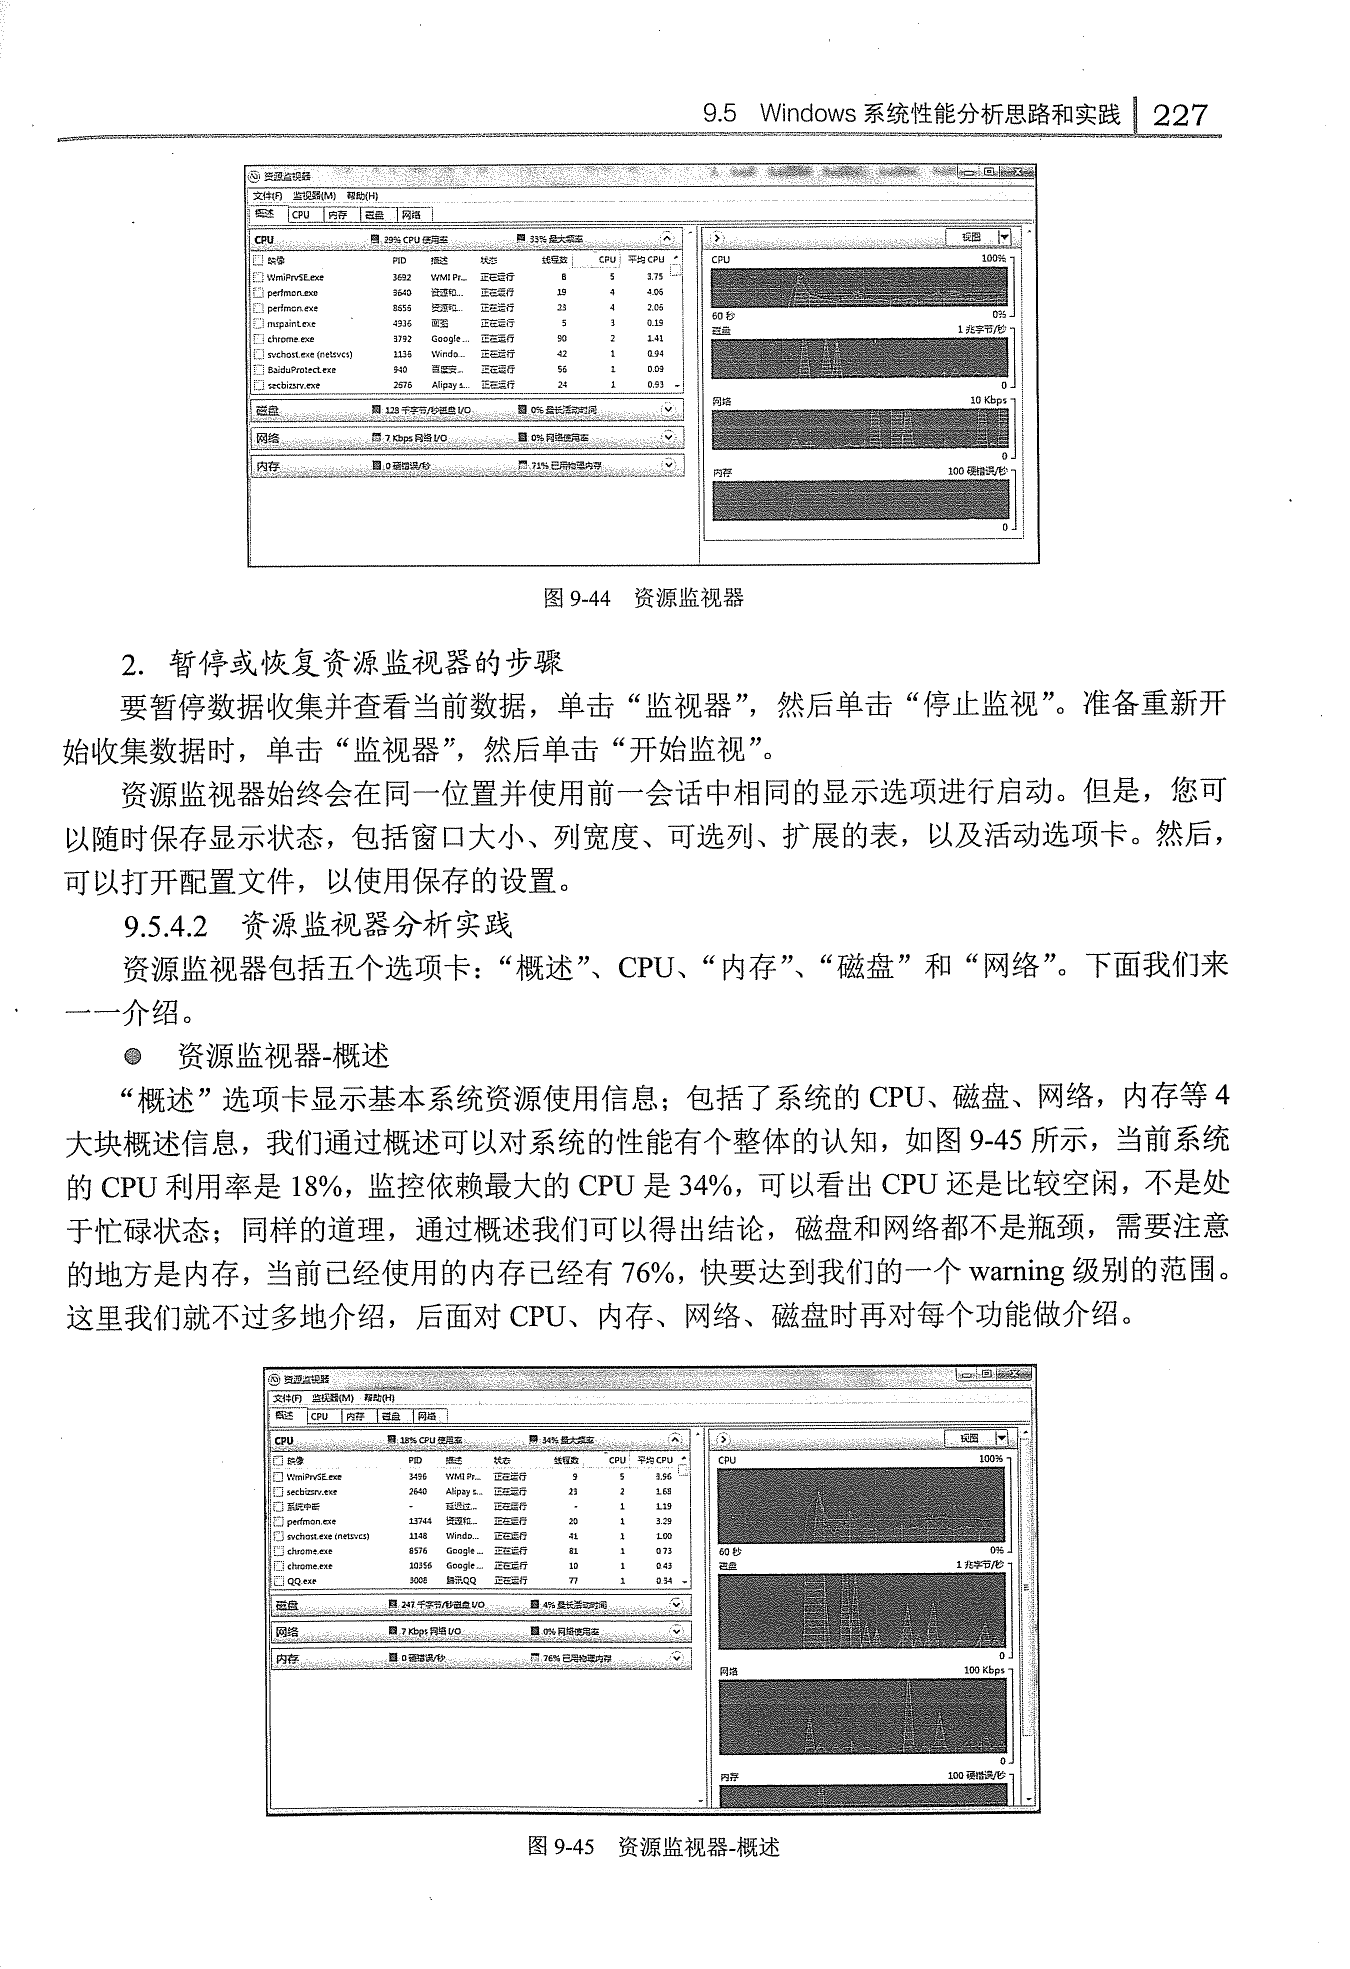 9.5 Windows 系统性能分析思路和实践 227
资源监视器
文件(F) 监视器(M) 帮助(H)
概述 CPU 内存 磁盘 网络
CPU 29% CPU 使用率 33% 最大频率
映像 PID 描述 状态 线程数 CPU 平均 CPU
WmiPrvSE.exe 3692 WMI Pr... 正在运行 8 5 3.75
perfmon.exe 3640 资源和... 正在运行 19 4 4.06
perfmon.exe 8656 资源和... 正在运行 23 4 2.06
mspaint.exe 4936 画图 正在运行 5 3 0.19
chrome.exe 3792 Google ... 正在运行 90 2 1.41
svchost.exe (netsvcs) 1136 Windo... 正在运行 42 1 0.94
BaiduProtect.exe 940 百度安... 正在运行 56 1 0.09
secbizsrv.exe 2676 Alipay s... 正在运行 24 1 0.93
磁盘 128 千字节/秒磁盘 I/O 0% 最长活动时间
网络 7 Kbps 网络 I/O 0% 网络使用率
内存 0 硬错误/秒 71% 已用物理内存
视图
CPU 100%
60 秒 0%
磁盘 1 兆字节/秒
0
网络 10 Kbps
0
内存 100 硬错误/秒
0
图 9-44 资源监视器
2. 暂停或恢复资源监视器的步骤
要暂停数据收集并查看当前数据，单击“监视器”，然后单击“停止监视”。准备重新开
始收集数据时，单击“监视器”，然后单击“开始监视”。
资源监视器始终会在同一位置并使用前一会话中相同的显示选项进行启动。但是，您可
以随时保存显示状态，包括窗口大小、列宽度、可选列、扩展的表，以及活动选项卡。然后，
可以打开配置文件，以使用保存的设置。
9.5.4.2 资源监视器分析实践
资源监视器包括五个选项卡：“概述”、CPU、“内存”、“磁盘”和“网络”。下面我们来
一一介绍。
● 资源监视器-概述
“概述”选项卡显示基本系统资源使用信息；包括了系统的 CPU、磁盘、网络，内存等 4
大块概述信息，我们通过概述可以对系统的性能有个整体的认知，如图 9-45 所示，当前系统
的 CPU 利用率是 18%，监控依赖最大的 CPU 是 34%，可以看出 CPU 还是比较空闲，不是处
于忙碌状态；同样的道理，通过概述我们可以得出结论，磁盘和网络都不是瓶颈，需要注意
的地方是内存，当前已经使用的内存已经有 76%，快要达到我们的一个 warning 级别的范围。
这里我们就不过多地介绍，后面对 CPU、内存、网络、磁盘时再对每个功能做介绍。
资源监视器
文件(F) 监视器(M) 帮助(H)
概述 CPU 内存 磁盘 网络
CPU 18% CPU 使用率 34% 最大频率
映像 PID 描述 状态 线程数 CPU 平均 CPU
WmiPrvSE.exe 3496 WMI Pr... 正在运行 9 5 3.96
secbizsrv.exe 2640 Alipay s... 正在运行 23 2 1.68
系统中断 - 延迟过... 正在运行 - 1 1.19
perfmon.exe 13744 资源和... 正在运行 20 1 3.29
svchost.exe (netsvcs) 1148 Windo... 正在运行 41 1 1.00
chrome.exe 8576 Google ... 正在运行 81 1 0.73
chrome.exe 10356 Google ... 正在运行 10 1 0.43
QQ.exe 3008 腾讯QQ 正在运行 77 1 0.34
磁盘 247 千字节/秒磁盘 I/O 4% 最长活动时间
网络 7 Kbps 网络 I/O 0% 网络使用率
内存 0 硬错误/秒 76% 已用物理内存
视图
CPU 100%
60 秒 0%
磁盘 1 兆字节/秒
0
网络 100 Kbps
0
内存 100 硬错误/秒
图 9-45 资源监视器-概述